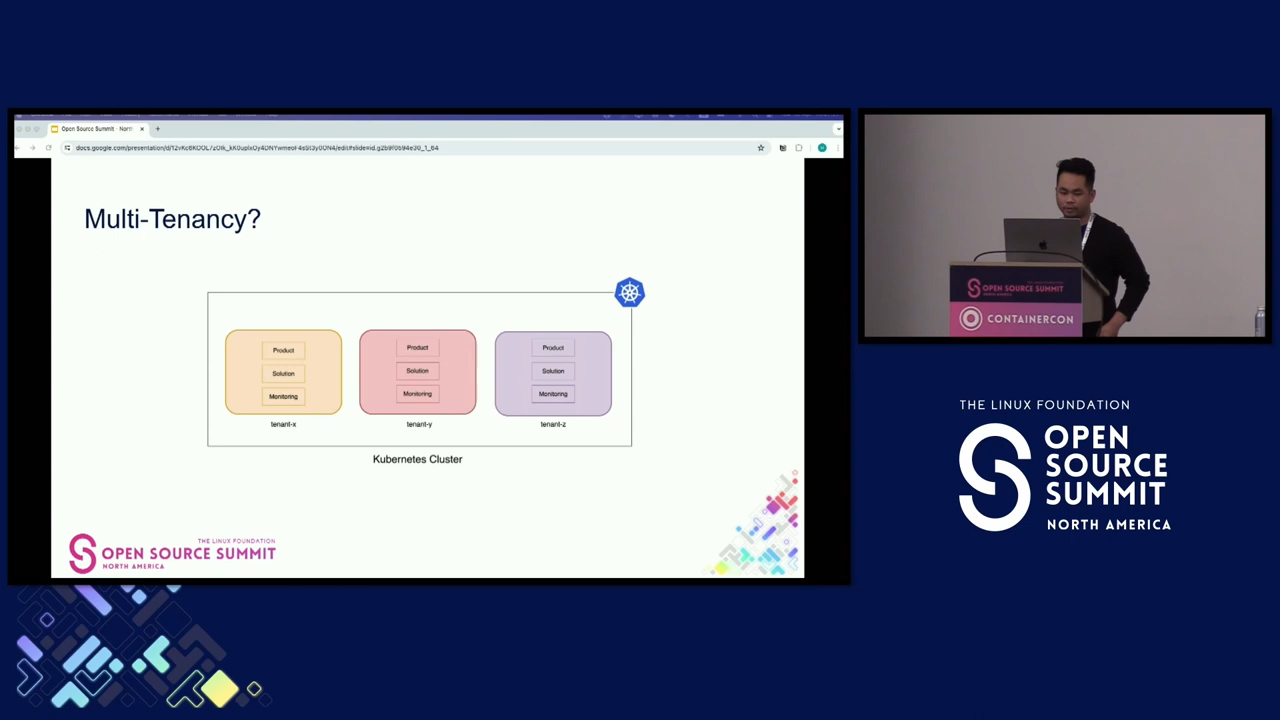 Open Source Summit - North
Multi-Tenancy?
Product
Solution
Monitoring
tenant-x
Product
Solution
Monitoring
tenant-y
Product
Solution
Monitoring
tenant-z
Kubernetes Cluster
THE LINUX FOUNDATION
OPEN SOURCE SUMMIT
NORTH AMERICA
OPEN SOURCE SUMMIT
NORTH AMERICA
CONTAINERCON
THE LINUX FOUNDATION
OPEN
SOURCE
SUMMIT
NORTH AMERICA